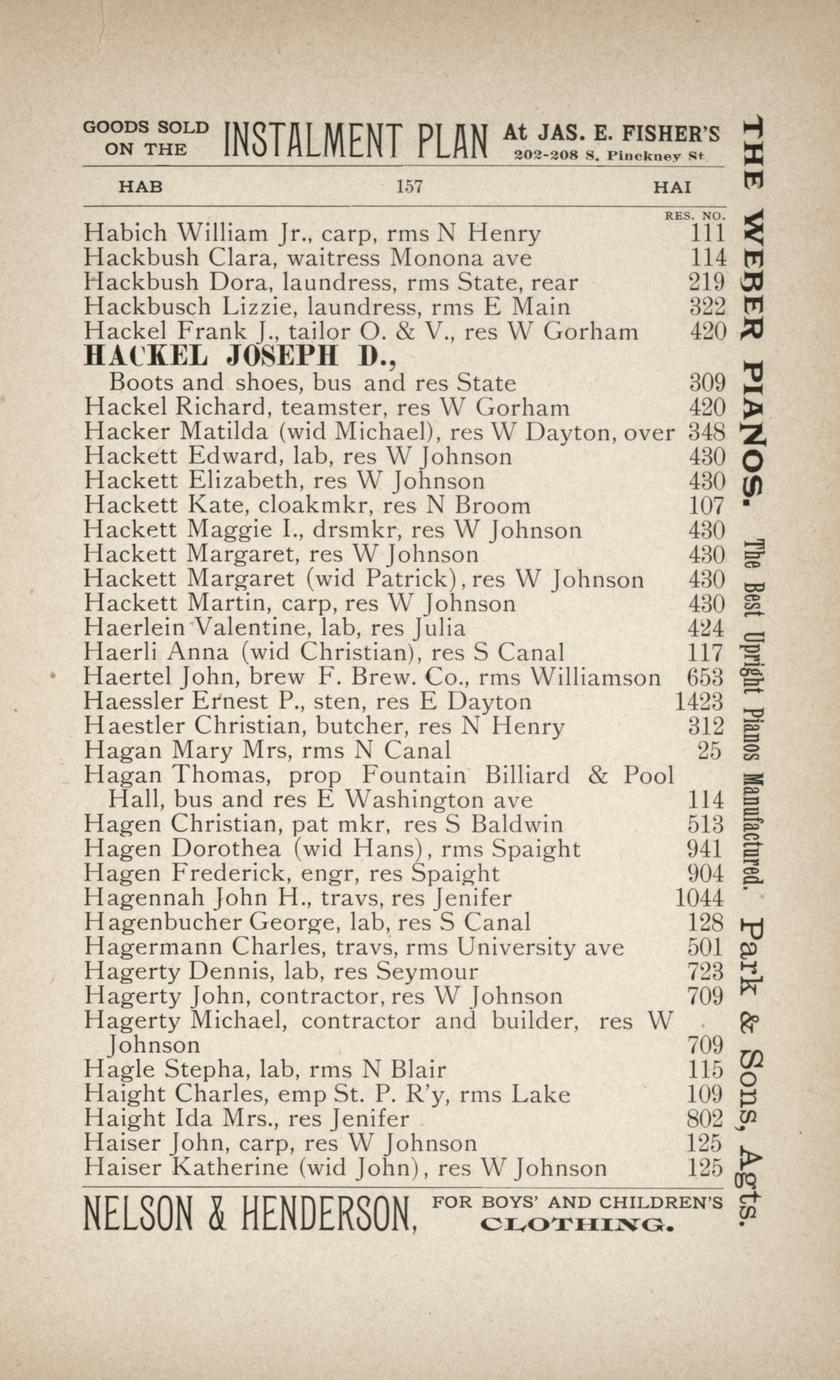 GOODS SOLD ON THE INSTALMENT PLAN At JAS. E. FISHER'S 202-208 S. Pinckney St
HAB 157 HAI
RES. NO.
Habich William Jr., carp, rms N Henry 111
Hackbush Clara, waitress Monona ave 114
Hackbush Dora, laundress, rms State, rear 219
Hackbusch Lizzie, laundress, rms E Main 322
Hackel Frank J., tailor O. & V., res W Gorham 420
HACKEL JOSEPH D.,
Boots and shoes, bus and res State 309
Hackel Richard, teamster, res W Gorham 420
Hacker Matilda (wid Michael), res W Dayton, over 348
Hackett Edward, lab, res W Johnson 430
Hackett Elizabeth, res W Johnson 430
Hackett Kate, cloakmkr, res N Broom 107
Hackett Maggie I., drsmkr, res W Johnson 430
Hackett Margaret, res W Johnson 430
Hackett Margaret (wid Patrick), res W Johnson 430
Hackett Martin, carp, res W Johnson 430
Haerlein Valentine, lab, res Julia 424
Haerli Anna (wid Christian), res S Canal 117
Haertel John, brew F. Brew. Co., rms Williamson 653
Haessler Ernest P., sten, res E Dayton 1423
Haestler Christian, butcher, res N Henry 312
Hagan Mary Mrs, rms N Canal 25
Hagan Thomas, prop Fountain Billiard & Pool
Hall, bus and res E Washington ave 114
Hagen Christian, pat mkr, res S Baldwin 513
Hagen Dorothea (wid Hans), rms Spaight 941
Hagen Frederick, engr, res Spaight 904
Hagennah John H., travs, res Jenifer 1044
Hagenbucher George, lab, res S Canal 128
Hagermann Charles, travs, rms University ave 501
Hagerty Dennis, lab, res Seymour 723
Hagerty John, contractor, res W Johnson 709
Hagerty Michael, contractor and builder, res W
Johnson 709
Hagle Stepha, lab, rms N Blair 115
Haight Charles, emp St. P. R'y, rms Lake 109
Haight Ida Mrs., res Jenifer 802
Haiser John, carp, res W Johnson 125
Haiser Katherine (wid John), res W Johnson 125
NELSON & HENDERSON, FOR BOYS' AND CHILDREN'S CLOTHING.
THE WEBER PIANOS. The Best Upright Pianos Manufactured. Park & Sons, Agts.